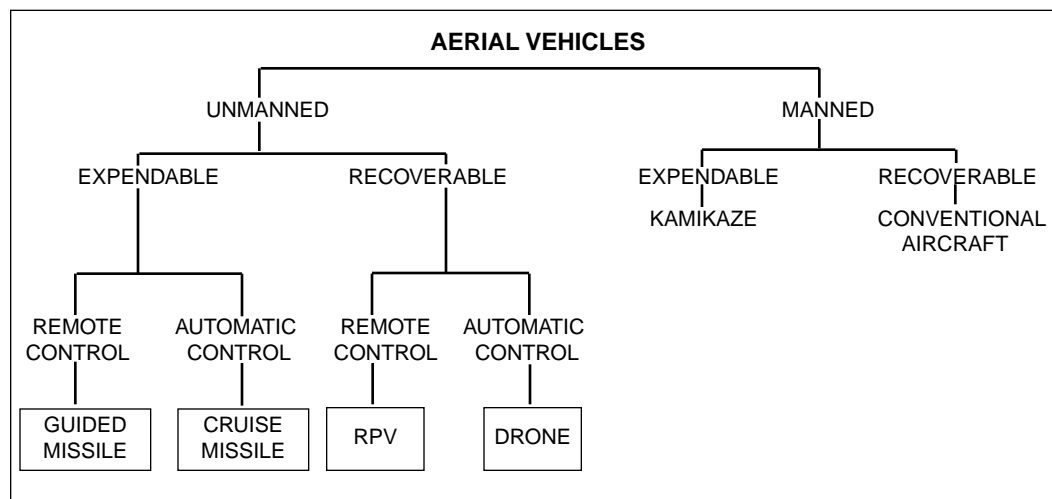 AERIAL VEHICLES
UNMANNED
MANNED
EXPENDABLE
RECOVERABLE
EXPENDABLE
RECOVERABLE
KAMIKAZE
CONVENTIONAL
AIRCRAFT
REMOTE
CONTROL
AUTOMATIC
CONTROL
REMOTE
CONTROL
AUTOMATIC
CONTROL
GUIDED
MISSILE
CRUISE
MISSILE
RPV
DRONE